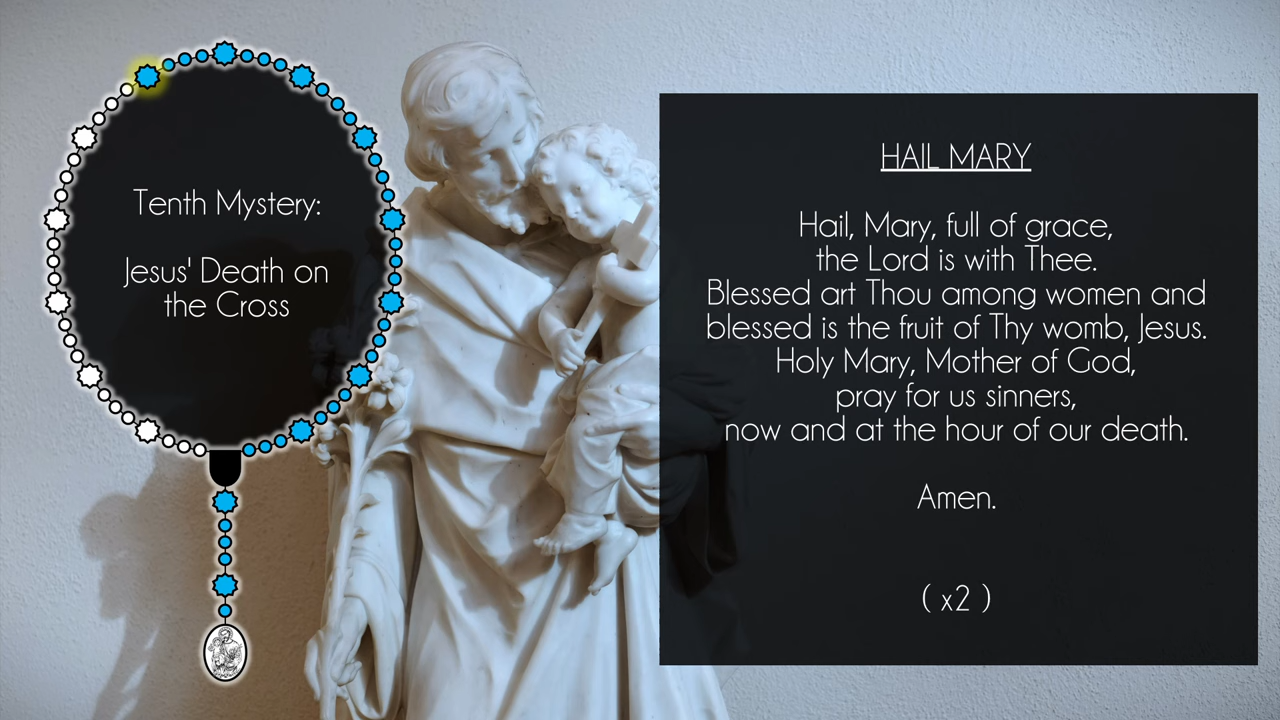 Tenth Mystery:
Jesus' Death on
the Cross
HAIL MARY
Hail, Mary, full of grace,
the Lord is with Thee.
Blessed art Thou among women and
blessed is the fruit of Thy womb, Jesus.
Holy Mary, Mother of God,
pray for us sinners,
now and at the hour of our death.
Amen.
( x2 )